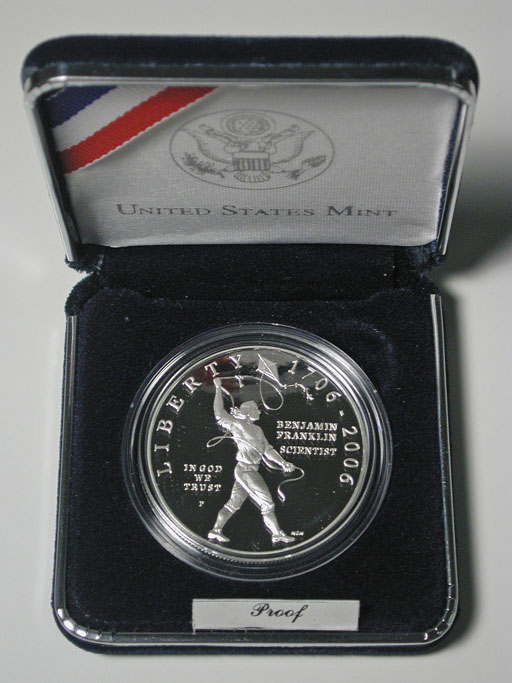 UNITED STATES MINT
LIBERTY 1706-2006
BENJAMIN
FRANKLIN
SCIENTIST
IN GOD
WE
TRUST
P
Proof